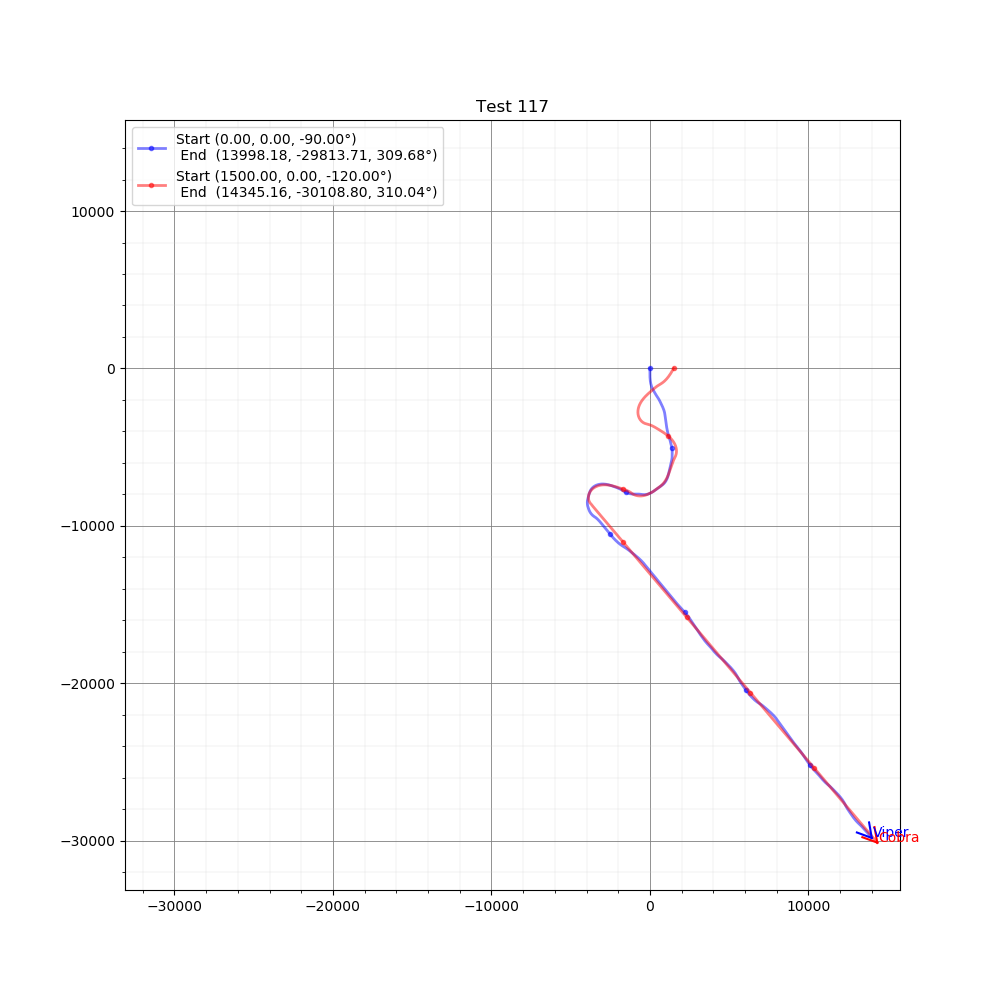 Test 117
Start (0.00, 0.00, -90.00°)
End (13998.18, -29813.71, 309.68°)
Start (1500.00, 0.00, -120.00°)
End (14345.16, -30108.80, 310.04°)
10000
0
−10000
−20000
−30000
Viper
Cobra
−30000 −20000 −10000 0 10000